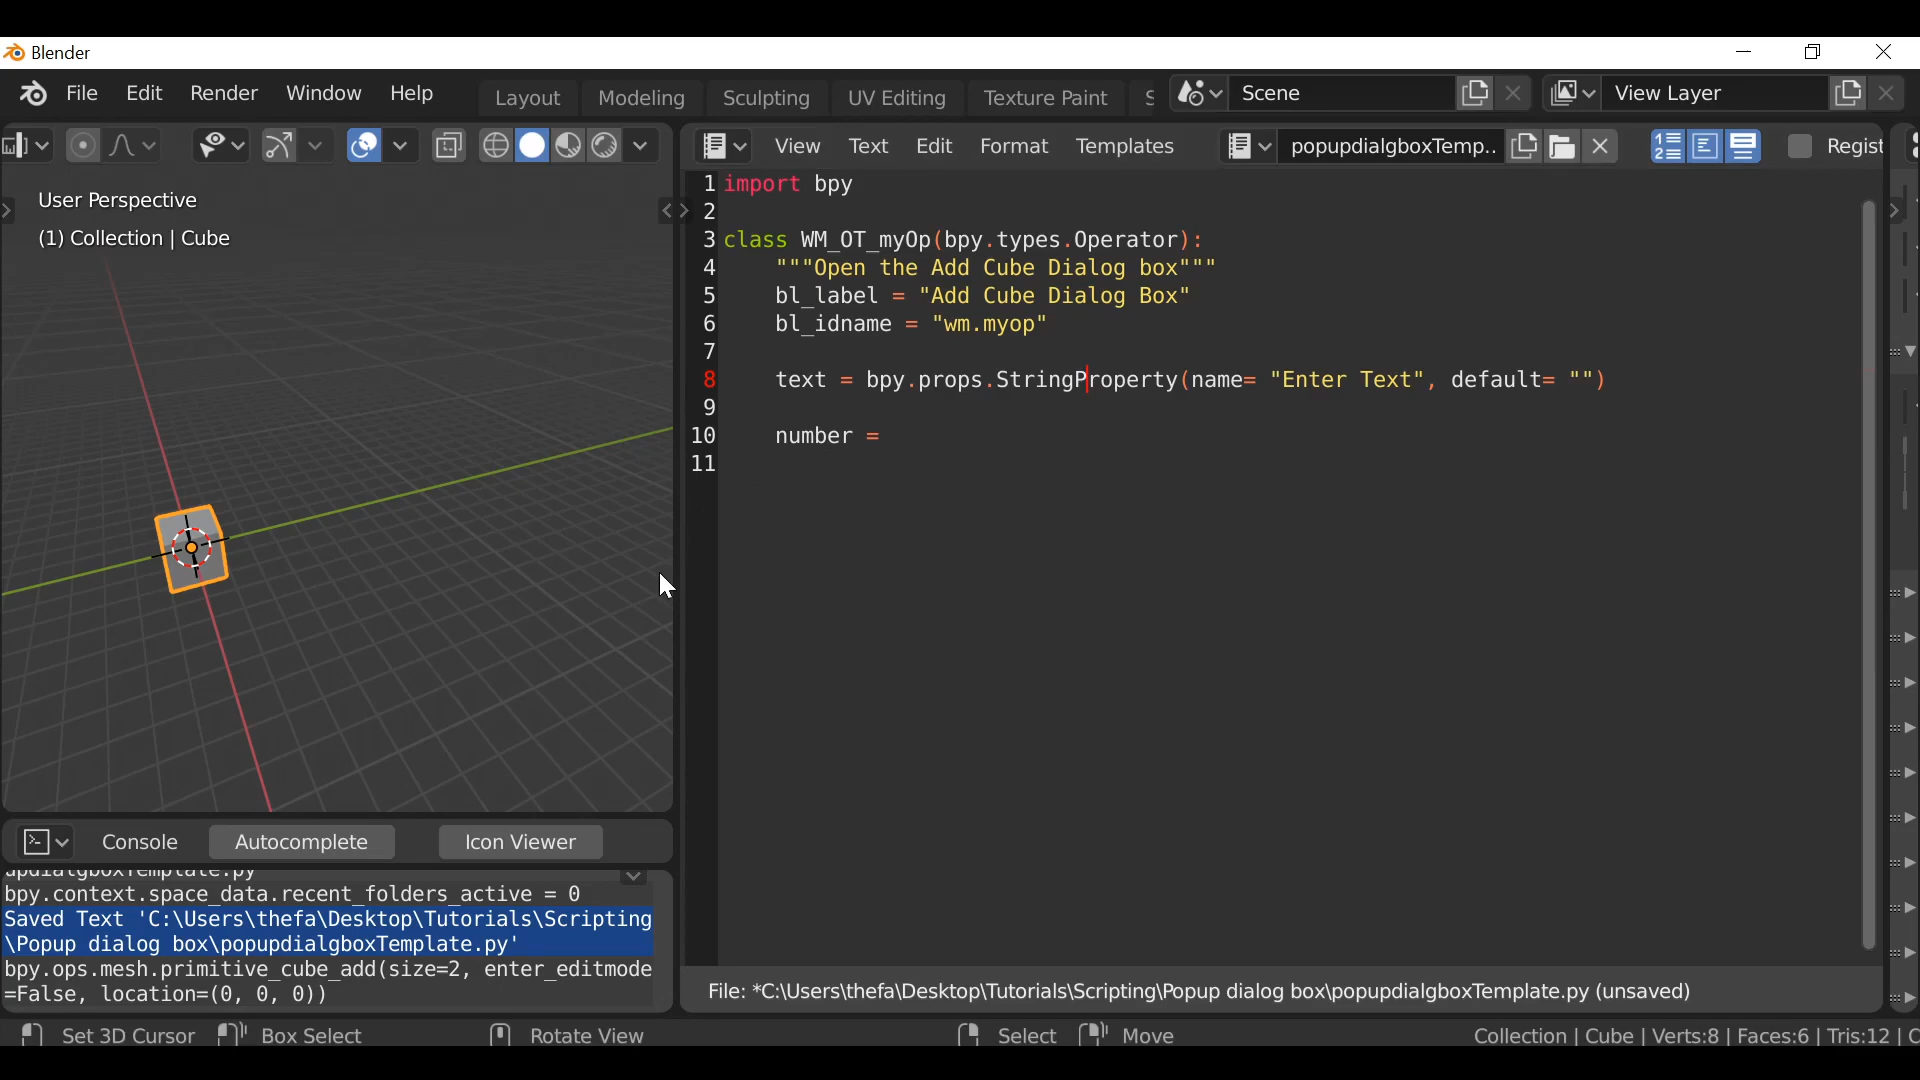 Blender
File Edit Render Window Help Layout Modeling Sculpting UV Editing Texture Paint S Scene View Layer
View Text Edit Format Templates popupdialgboxTemp.. Regist
User Perspective
(1) Collection | Cube
1 import bpy
2
3 class WM_OT_myOp(bpy.types.Operator):
4 """Open the Add Cube Dialog box"""
5 bl_label = "Add Cube Dialog Box"
6 bl_idname = "wm.myop"
7
8 text = bpy.props.StringProperty(name= "Enter Text", default= "")
9
10 number =
11
Console Autocomplete Icon Viewer
updialgboxTemplate.py
bpy.context.space_data.recent_folders_active = 0
Saved Text 'C:\Users\thefa\Desktop\Tutorials\Scripting
\Popup dialog box\popupdialgboxTemplate.py'
bpy.ops.mesh.primitive_cube_add(size=2, enter_editmode
=False, location=(0, 0, 0))
File: *C:\Users\thefa\Desktop\Tutorials\Scripting\Popup dialog box\popupdialgboxTemplate.py (unsaved)
Set 3D Cursor Box Select Rotate View Select Move Collection | Cube | Verts:8 | Faces:6 | Tris:12 | O